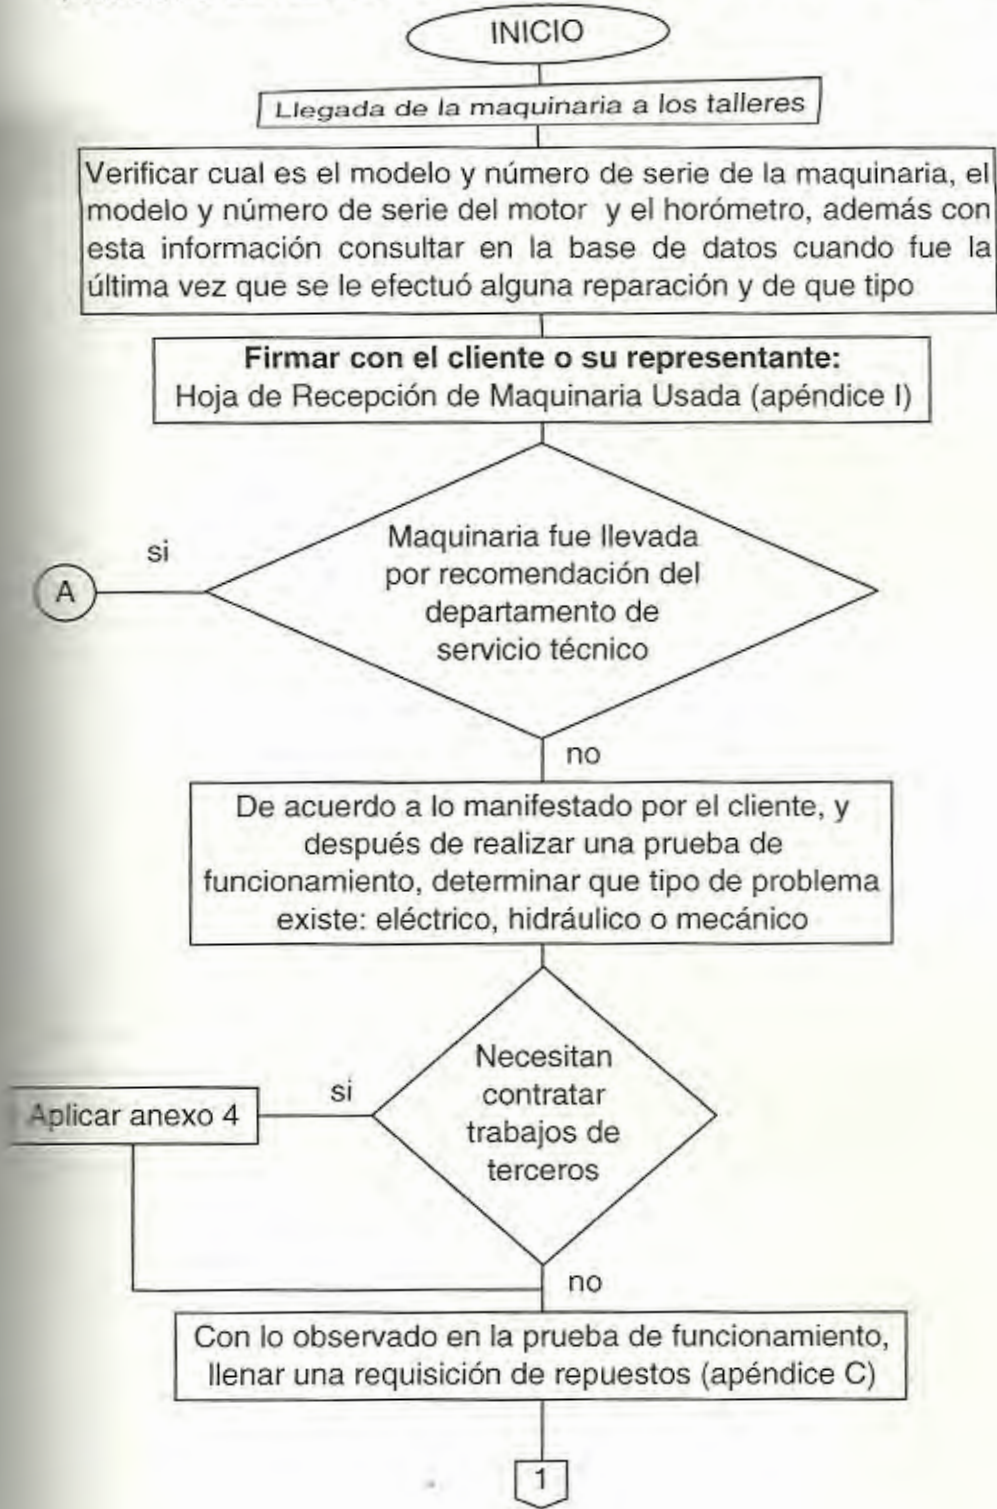 INICIO
Llegada de la maquinaria a los talleres
Verificar cual es el modelo y número de serie de la maquinaria, el
modelo y número de serie del motor y el horómetro, además con
esta información consultar en la base de datos cuando fue la
última vez que se le efectuó alguna reparación y de que tipo
Firmar con el cliente o su representante:
Hoja de Recepción de Maquinaria Usada (apéndice I)
Maquinaria fue llevada
por recomendación del
departamento de
servicio técnico
si
A
no
De acuerdo a lo manifestado por el cliente, y
después de realizar una prueba de
funcionamiento, determinar que tipo de problema
existe: eléctrico, hidráulico o mecánico
Necesitan
contratar
trabajos de
terceros
si
Aplicar anexo 4
no
Con lo observado en la prueba de funcionamiento,
llenar una requisición de repuestos (apéndice C)
1